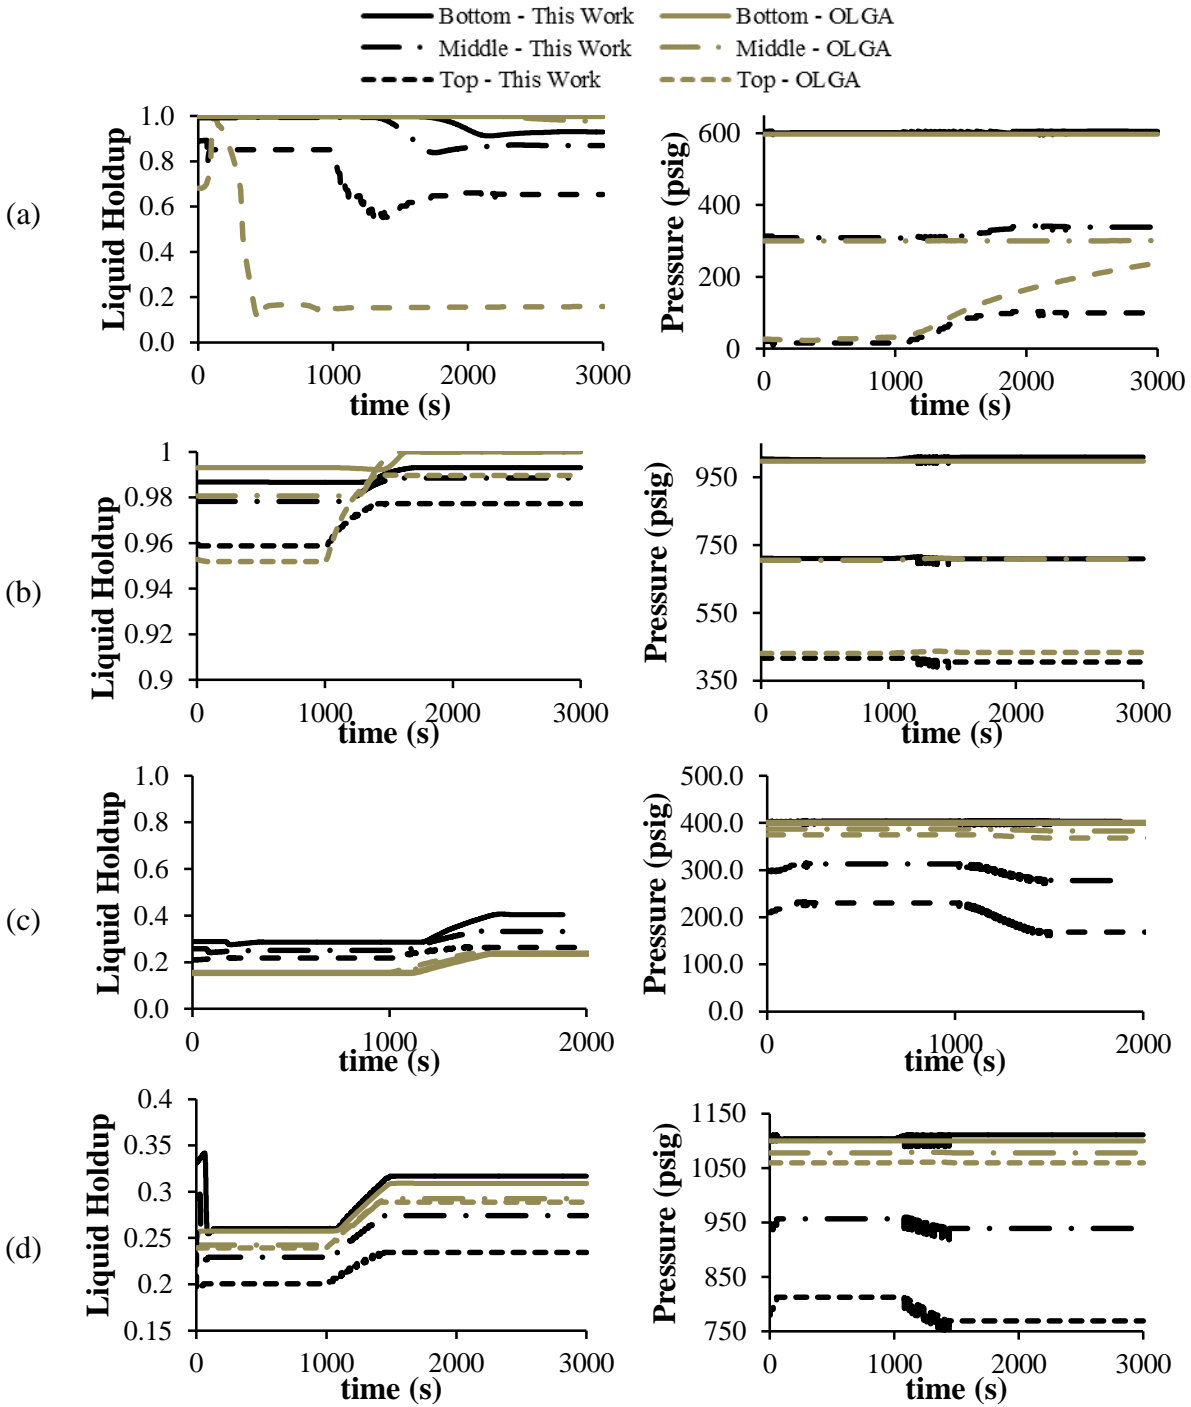 Bottom - This Work
Bottom - OLGA
Middle - This Work
Middle - OLGA
Top - This Work
Top - OLGA
(a)
Liquid Holdup
1.0
0.8
0.6
0.4
0.2
0.0
0
1000
2000
3000
time (s)
Pressure (psig)
600
400
200
0
0
1000
2000
3000
time (s)
(b)
Liquid Holdup
1
0.98
0.96
0.94
0.92
0.9
0
1000
2000
3000
time (s)
Pressure (psig)
950
750
550
350
0
1000
2000
3000
time (s)
(c)
Liquid Holdup
1.0
0.8
0.6
0.4
0.2
0.0
0
1000
2000
time (s)
Pressure (psig)
500.0
400.0
300.0
200.0
100.0
0.0
0
1000
2000
time (s)
(d)
Liquid Holdup
0.4
0.35
0.3
0.25
0.2
0.15
0
1000
2000
3000
time (s)
Pressure (psig)
1150
1050
950
850
750
0
1000
2000
3000
time (s)